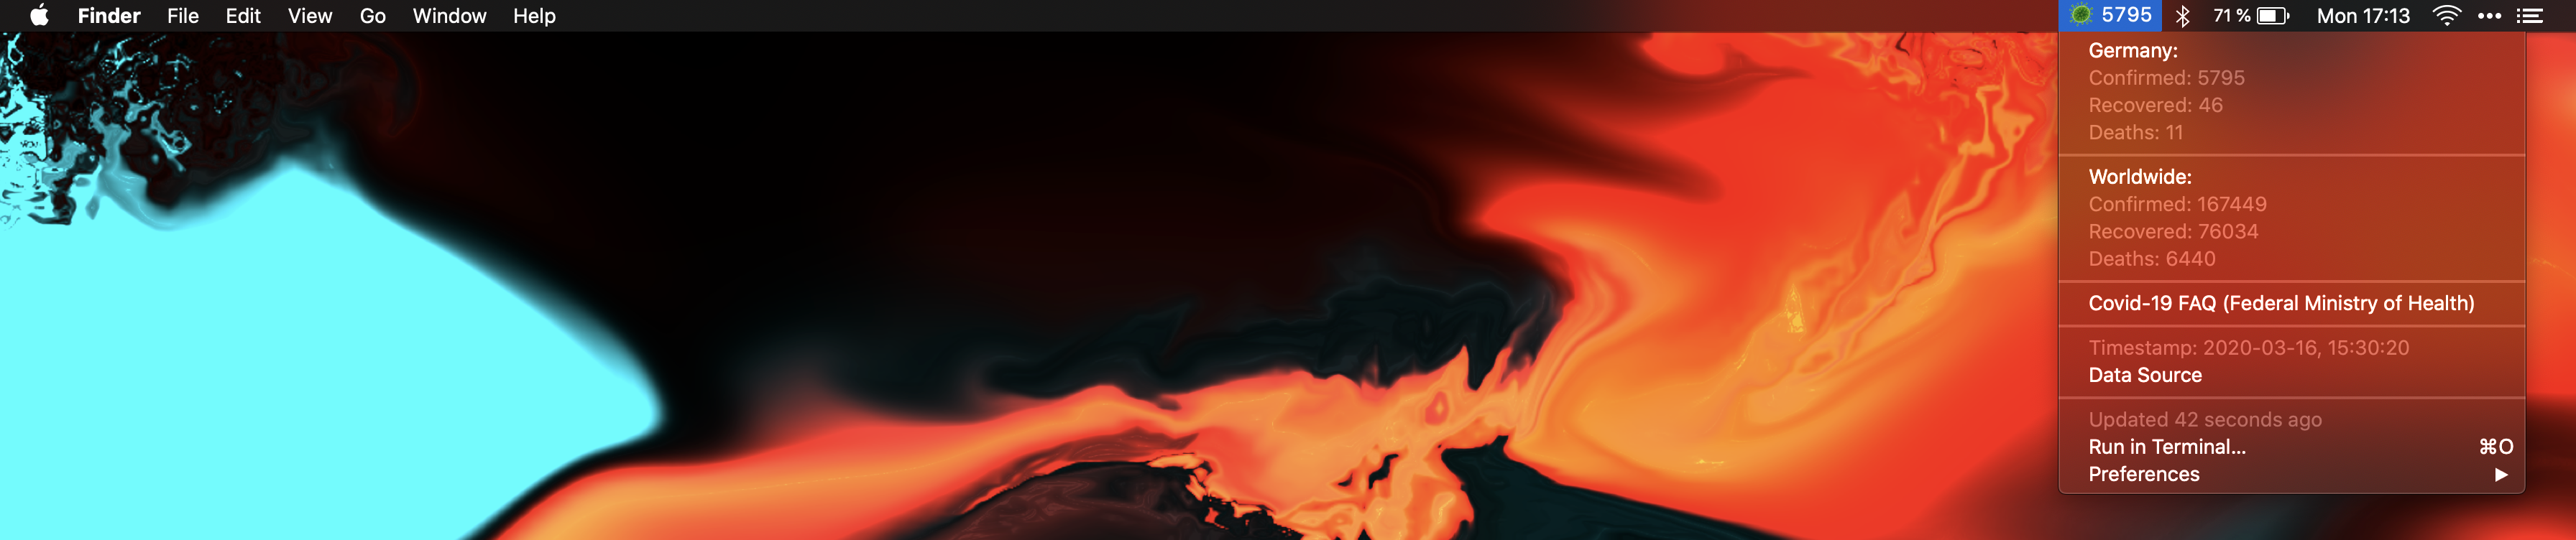 Finder File Edit View Go Window Help 5795 71 % Mon 17:13
Germany:
Confirmed: 5795
Recovered: 46
Deaths: 11
Worldwide:
Confirmed: 167449
Recovered: 76034
Deaths: 6440
Covid-19 FAQ (Federal Ministry of Health)
Timestamp: 2020-03-16, 15:30:20
Data Source
Updated 42 seconds ago
Run in Terminal... ⌘O
Preferences